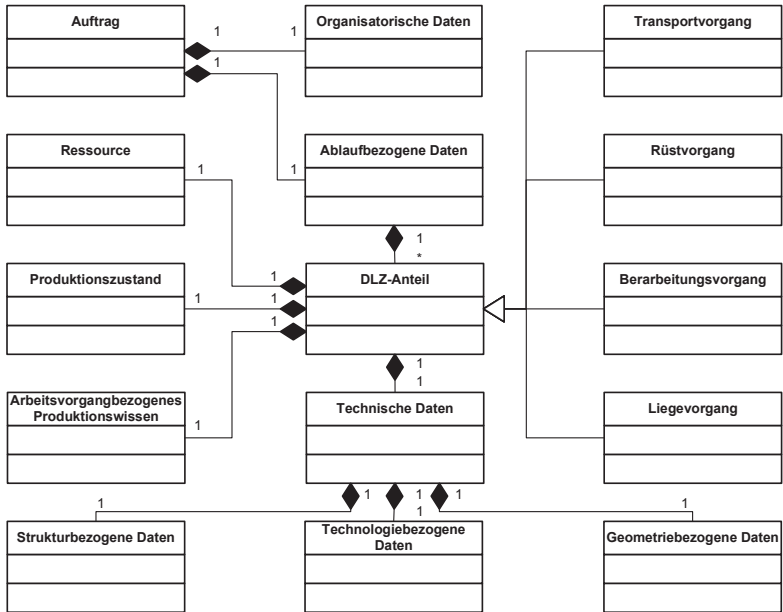 Auftrag
Organisatorische Daten
Transportvorgang
1
1
1
Ressource
Ablaufbezogene Daten
Rüstvorgang
1
1
1
*
Produktionszustand
DLZ-Anteil
Berarbeitungsvorgang
1
1
1
1
1
1
Arbeitsvorgangbezogenes
Produktionswissen
Technische Daten
Liegevorgang
1
1
1
1
1
1
1
1
Strukturbezogene Daten
Technologiebezogene
Daten
Geometriebezogene Daten